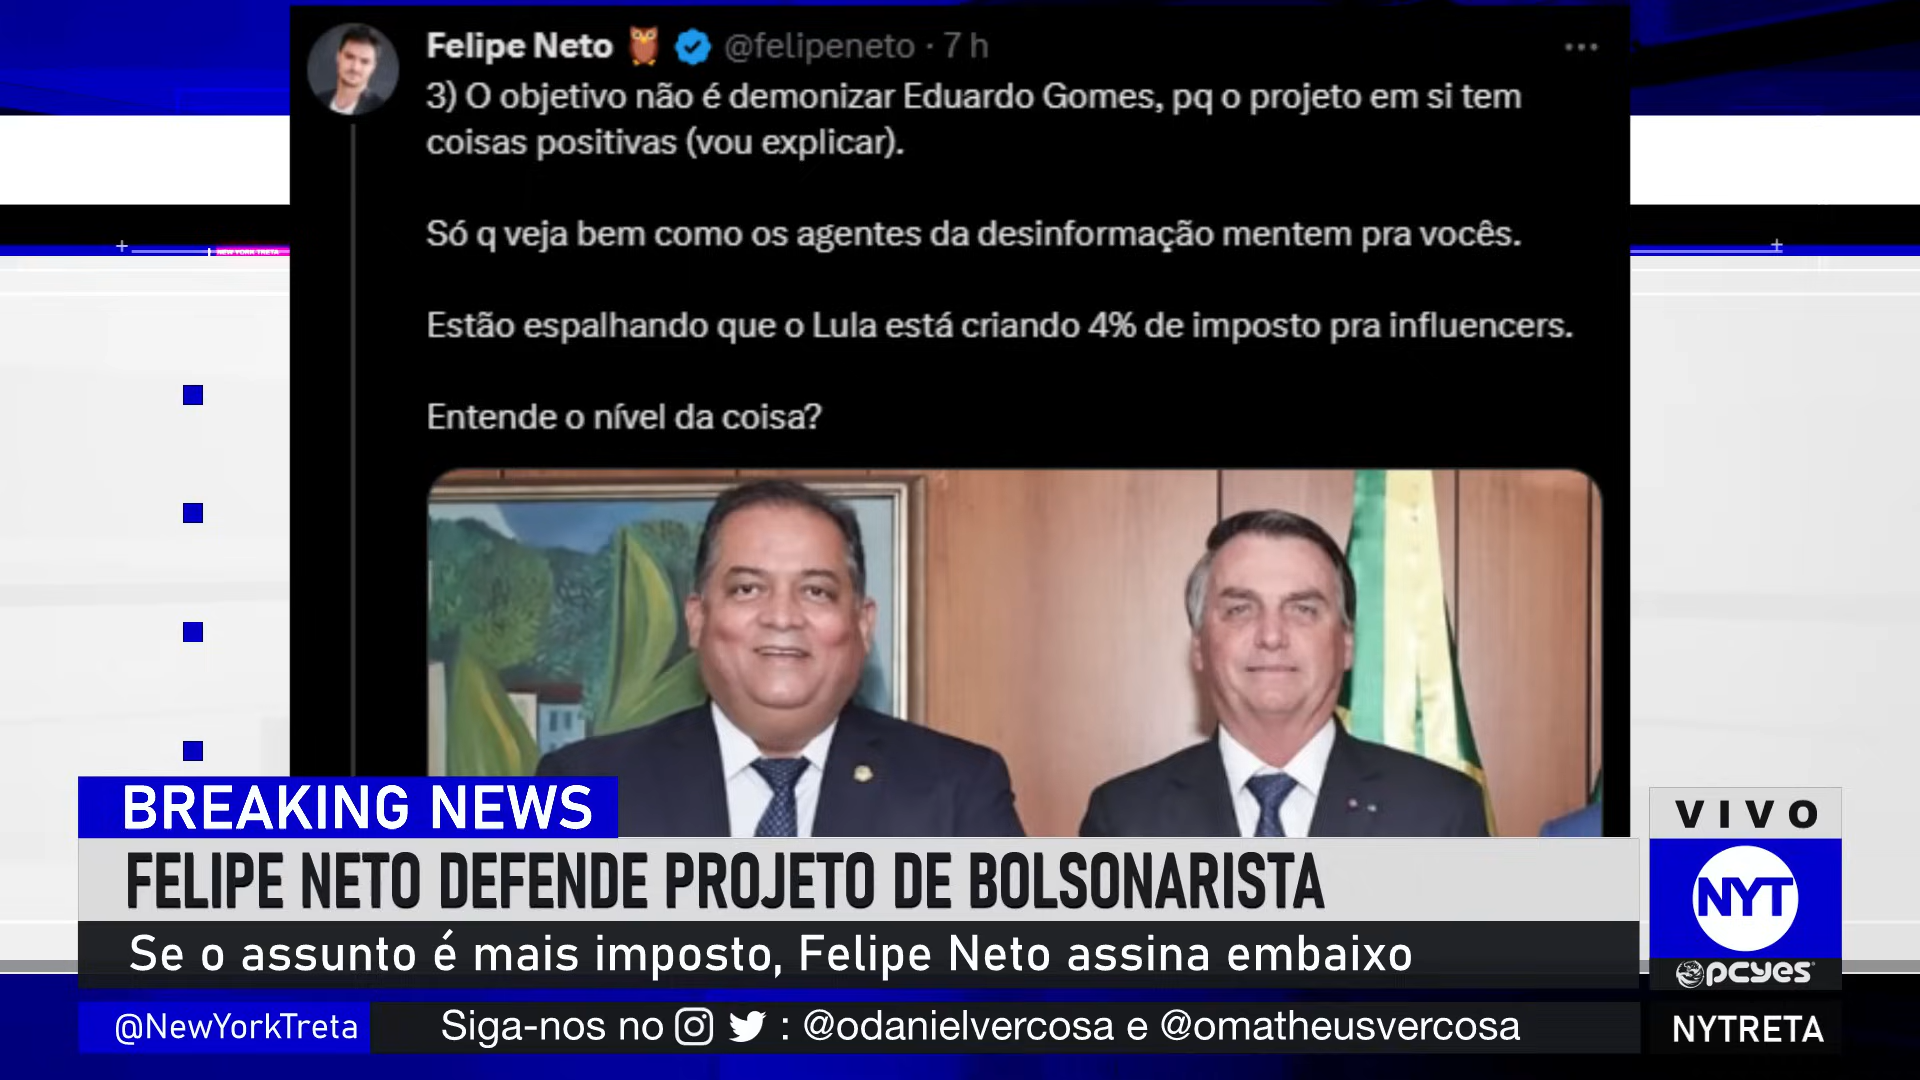 Felipe Neto @felipeneto · 7 h
3) O objetivo não é demonizar Eduardo Gomes, pq o projeto em si tem
coisas positivas (vou explicar).
Só q veja bem como os agentes da desinformação mentem pra vocês.
Estão espalhando que o Lula está criando 4% de imposto pra influencers.
Entende o nível da coisa?
NEW YORK TRETA
BREAKING NEWS
FELIPE NETO DEFENDE PROJETO DE BOLSONARISTA
Se o assunto é mais imposto, Felipe Neto assina embaixo
VIVO
NYT
pcyes
@NewYorkTreta
Siga-nos no : @odanielvercosa e @omatheusvercosa
NYTRETA